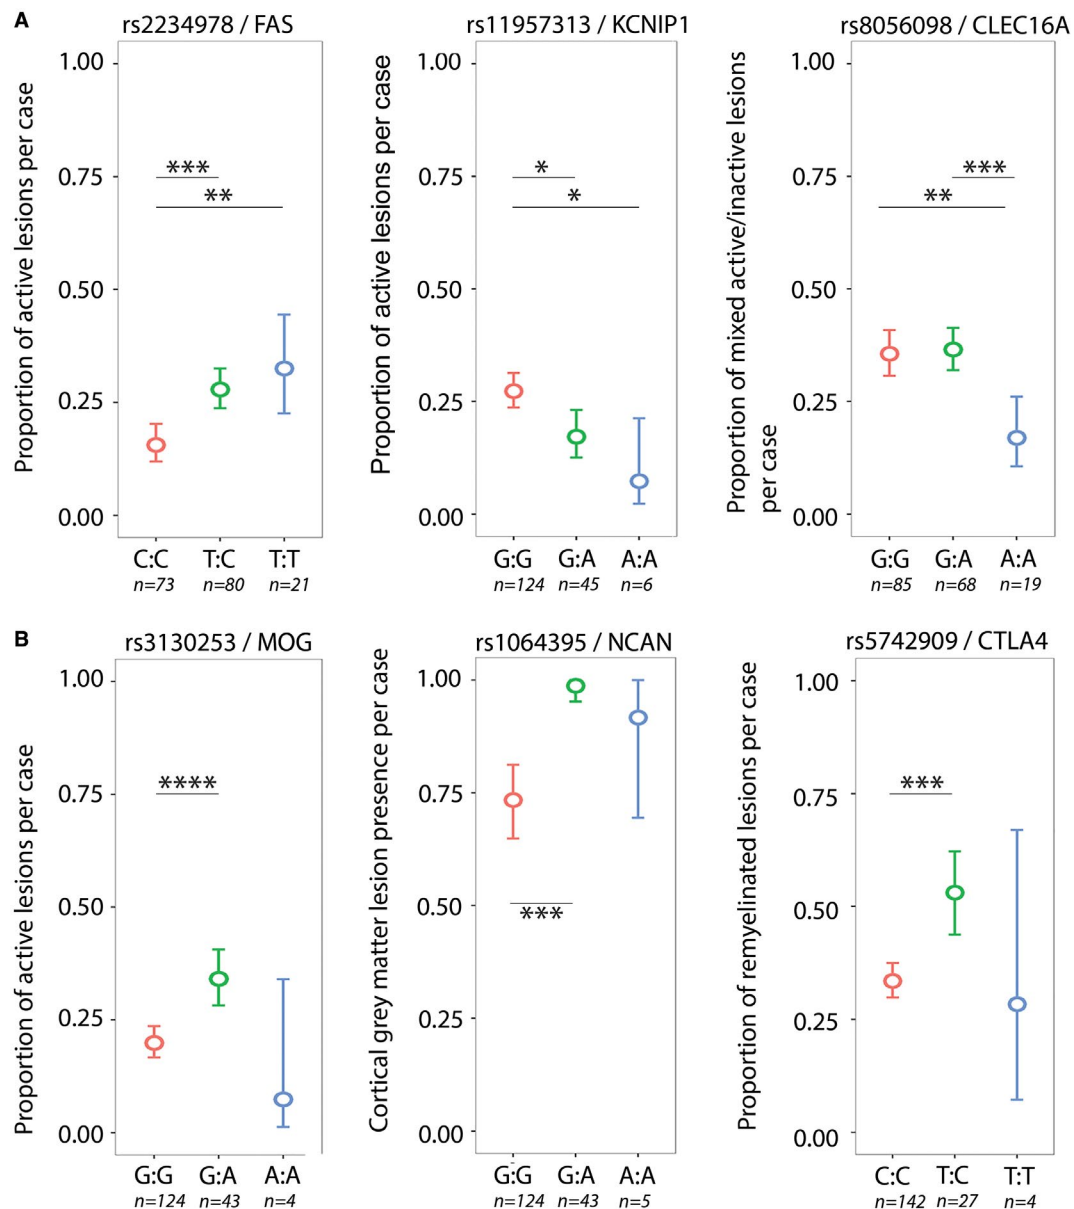 A
rs2234978 / FAS
Proportion of active lesions per case
1.00
0.75
0.50
0.25
0.00
***
**
C:C T:C T:T
n=73 n=80 n=21
rs11957313 / KCNIP1
Proportion of active lesions per case
1.00
0.75
0.50
0.25
0.00
*
*
G:G G:A A:A
n=124 n=45 n=6
rs8056098 / CLEC16A
Proportion of mixed active/inactive lesions
per case
1.00
0.75
0.50
0.25
0.00
***
**
G:G G:A A:A
n=85 n=68 n=19
B
rs3130253 / MOG
Proportion of active lesions per case
1.00
0.75
0.50
0.25
0.00
****
G:G G:A A:A
n=124 n=43 n=4
rs1064395 / NCAN
Cortical grey matter lesion presence per case
1.00
0.75
0.50
0.25
0.00
***
G:G G:A A:A
n=124 n=43 n=5
rs5742909 / CTLA4
Proportion of remyelinated lesions per case
1.00
0.75
0.50
0.25
0.00
***
C:C T:C T:T
n=142 n=27 n=4